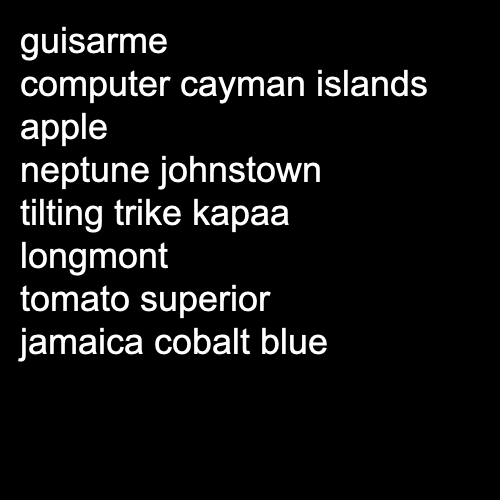 guisarme
computer cayman islands
apple
neptune johnstown
tilting trike kapaa
longmont
tomato superior
jamaica cobalt blue